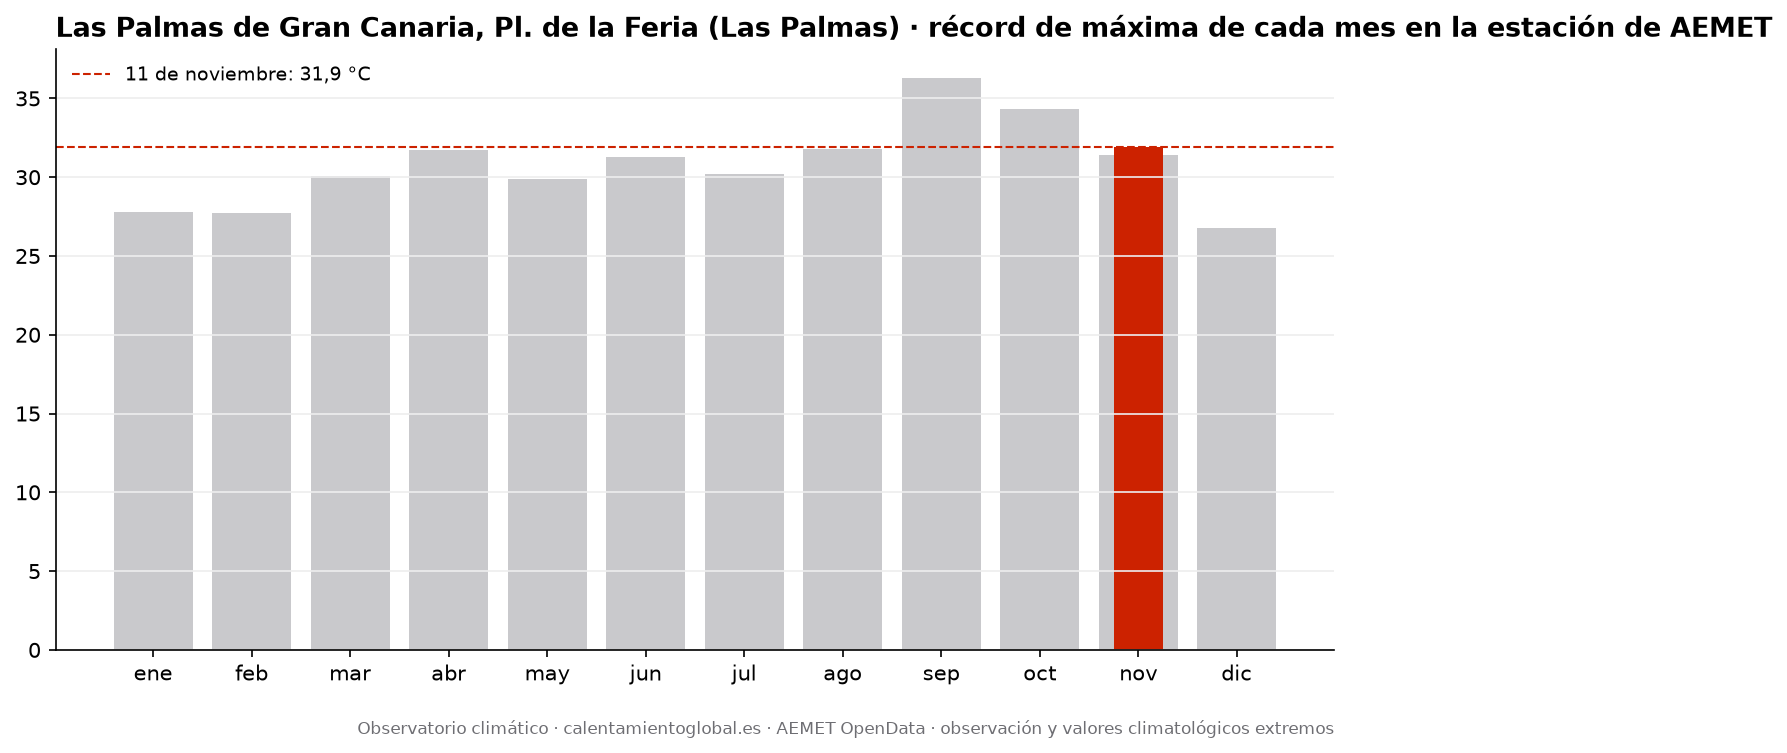 Las Palmas de Gran Canaria, Pl. de la Feria (Las Palmas) · récord de máxima de cada mes en la estación de AEMET
11 de noviembre: 31,9 °C
35
30
25
20
15
10
5
0
ene feb mar abr may jun jul ago sep oct nov dic
Observatorio climático · calentamientoglobal.es · AEMET OpenData · observación y valores climatológicos extremos